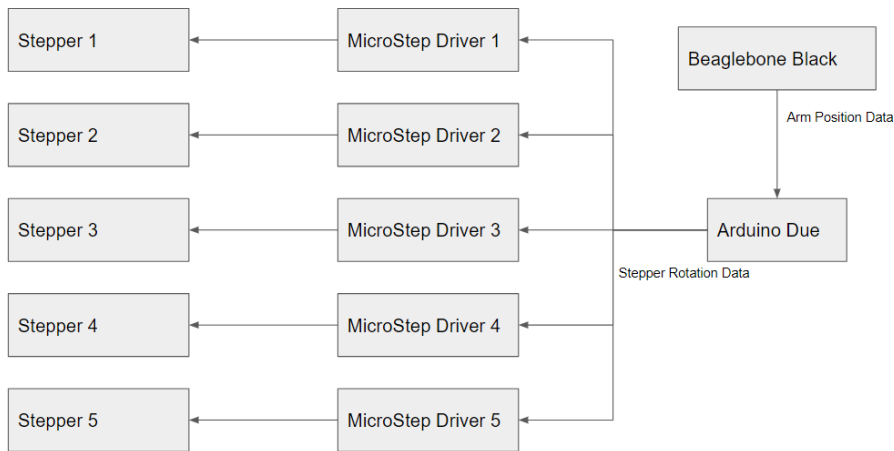 Stepper 1
MicroStep Driver 1
Beaglebone Black
Arm Position Data
Stepper 2
MicroStep Driver 2
Stepper 3
MicroStep Driver 3
Arduino Due
Stepper Rotation Data
Stepper 4
MicroStep Driver 4
Stepper 5
MicroStep Driver 5